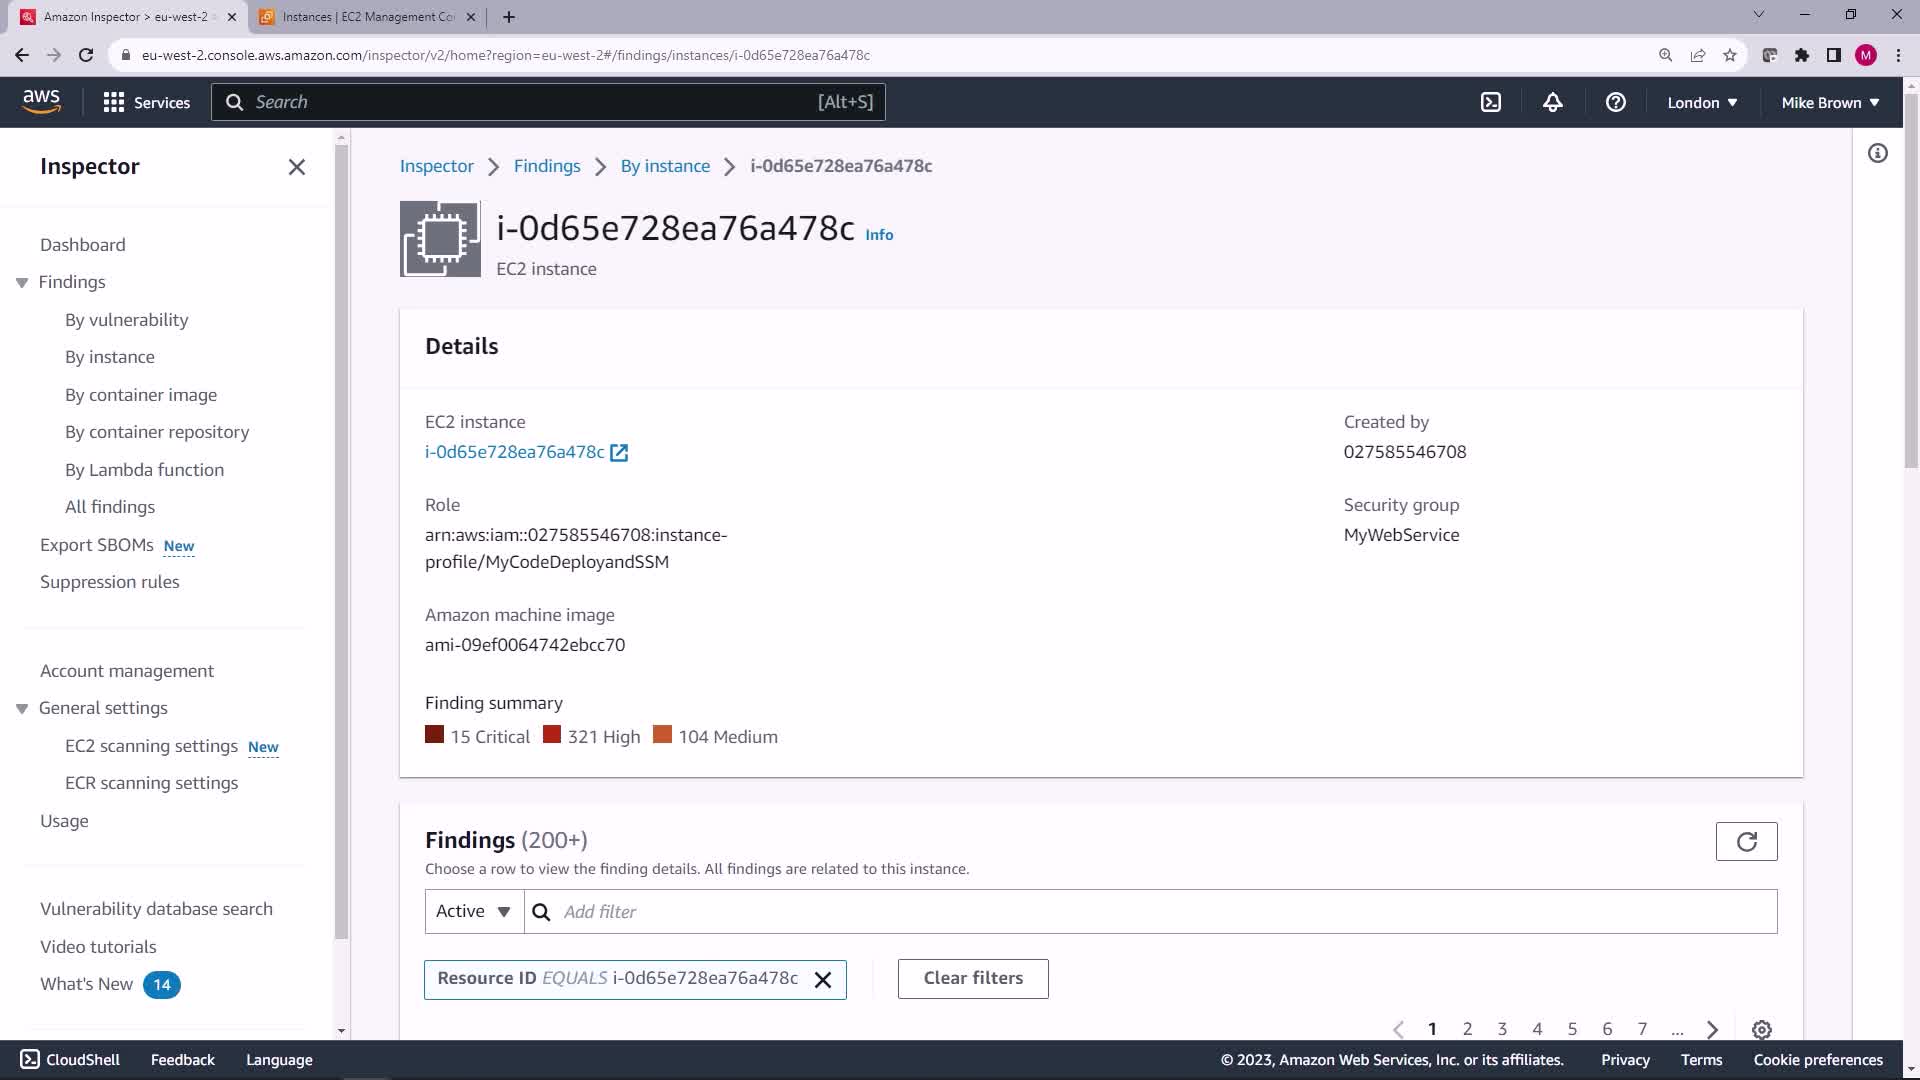 Amazon Inspector > eu-west-2
Instances | EC2 Management Co
eu-west-2.console.aws.amazon.com/inspector/v2/home?region=eu-west-2#/findings/instances/i-0d65e728ea76a478c
M
aws
Services
Search
[Alt+S]
London
Mike Brown
Inspector
Dashboard
Findings
By vulnerability
By instance
By container image
By container repository
By Lambda function
All findings
Export SBOMs New
Suppression rules
Account management
General settings
EC2 scanning settings New
ECR scanning settings
Usage
Vulnerability database search
Video tutorials
What's New 14
Inspector > Findings > By instance > i-0d65e728ea76a478c
i-0d65e728ea76a478c Info
EC2 instance
Details
EC2 instance
i-0d65e728ea76a478c
Role
arn:aws:iam::027585546708:instance-
profile/MyCodeDeployandSSM
Amazon machine image
ami-09ef0064742ebcc70
Created by
027585546708
Security group
MyWebService
Finding summary
15 Critical 321 High 104 Medium
Findings (200+)
Choose a row to view the finding details. All findings are related to this instance.
Active
Add filter
Resource ID EQUALS i-0d65e728ea76a478c
Clear filters
1 2 3 4 5 6 7 ...
CloudShell
Feedback
Language
© 2023, Amazon Web Services, Inc. or its affiliates.
Privacy
Terms
Cookie preferences